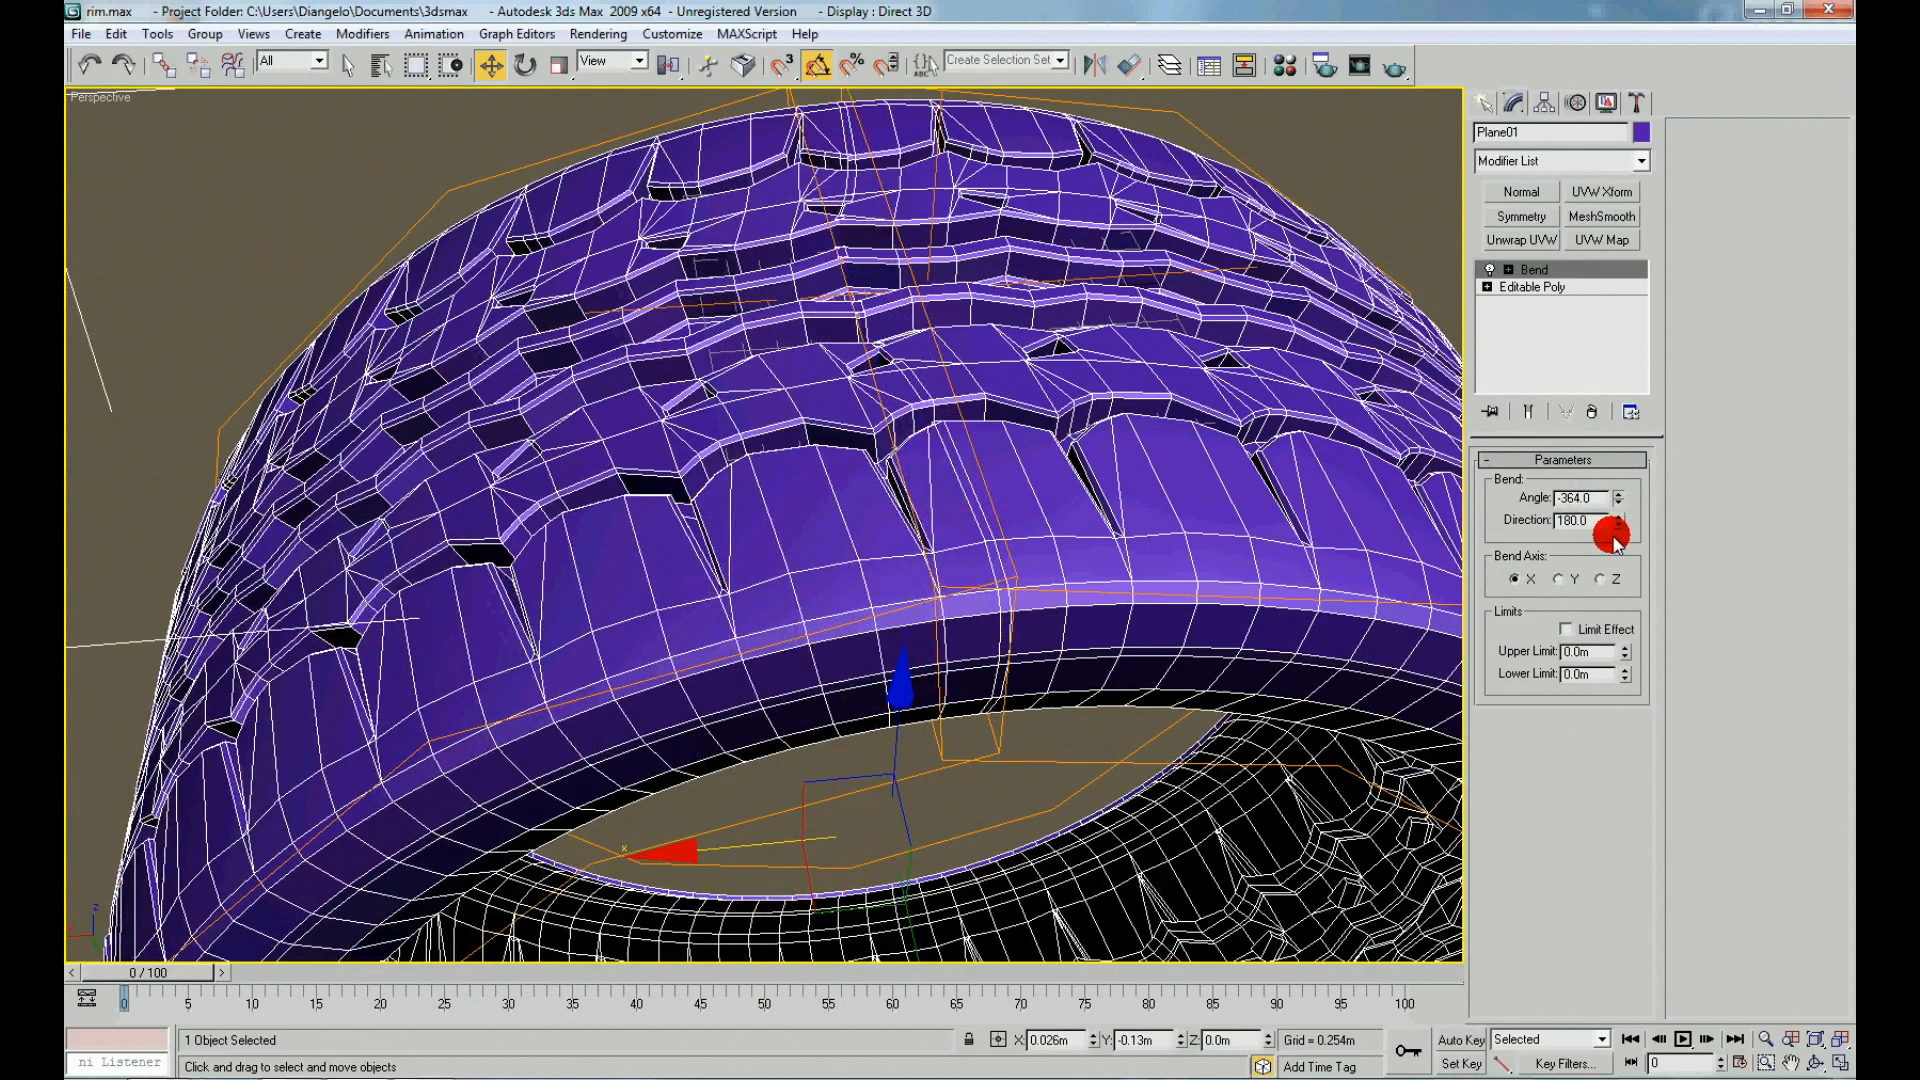 rim.max - Project Folder: C:\Users\Diangelo\Documents\3dsmax - Autodesk 3ds Max 2009 x64 - Unregistered Version - Display : Direct 3D
File Edit Tools Group Views Create Modifiers Animation Graph Editors Rendering Customize MAXScript Help
All View 3 % ABC Create Selection Set
Perspective
Plane01
Modifier List
Normal UVW Xform
Symmetry MeshSmooth
Unwrap UVW UVW Map
Bend
Editable Poly
- Parameters
Bend:
Angle: -364.0
Direction: 180.0
Bend Axis:
X Y Z
Limits
Limit Effect
Upper Limit: 0.0m
Lower Limit: 0.0m
x
z
< 0 / 100 >
0 5 10 15 20 25 30 35 40 45 50 55 60 65 70 75 80 85 90 95 100
1 Object Selected X: 0.026m Y: -0.13m Z: 0.0m Grid = 0.254m Auto Key Selected
ni Listener Click and drag to select and move objects Add Time Tag Set Key Key Filters... 0